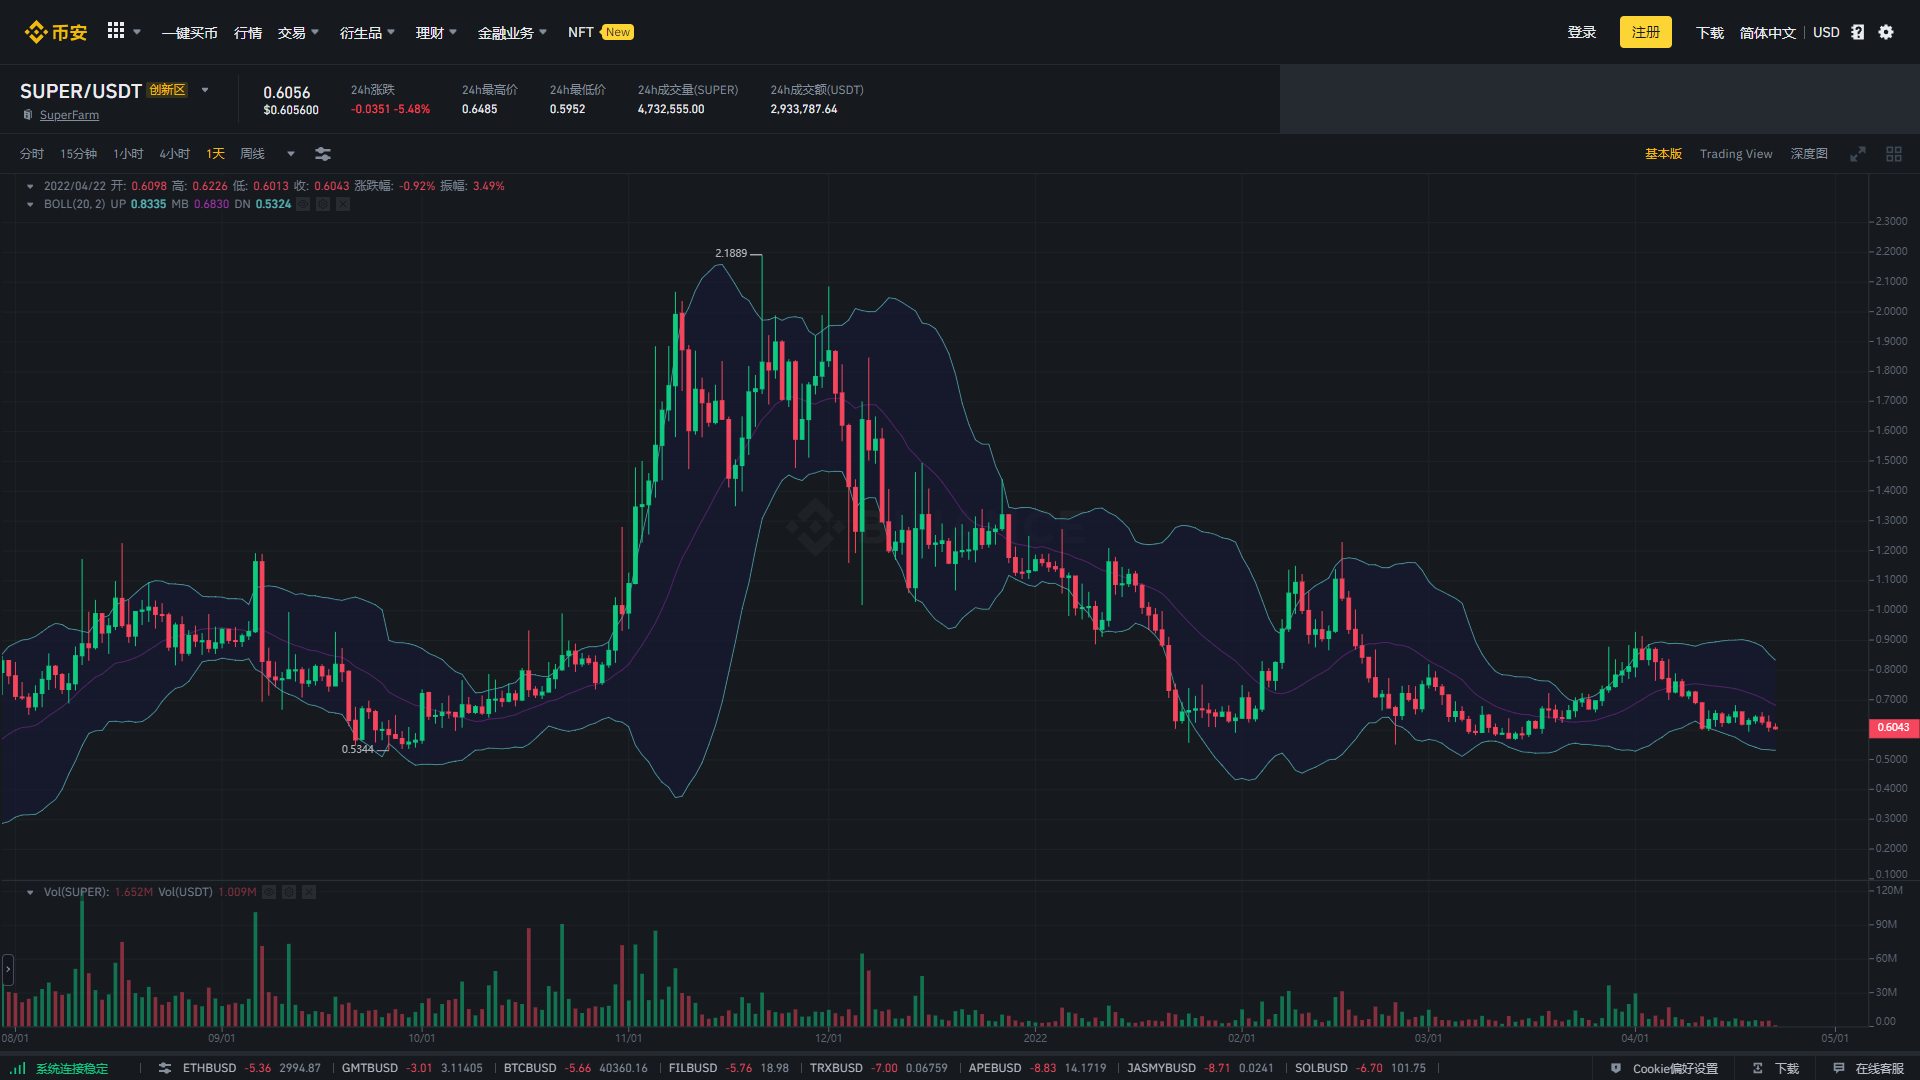 币安 一键买币 行情 交易 衍生品 理财 金融业务 NFT New 登录 注册 下载 简体中文 USD
SUPER/USDT 创新区
SuperFarm
0.6056
$0.605600
24h涨跌
-0.0351 -5.48%
24h最高价
0.6485
24h最低价
0.5952
24h成交量(SUPER)
4,732,555.00
24h成交额(USDT)
2,933,787.64
分时 15分钟 1小时 4小时 1天 周线 基本版 Trading View 深度图
2022/04/22 开: 0.6098 高: 0.6226 低: 0.6013 收: 0.6043 涨跌幅: -0.92% 振幅: 3.49%
BOLL(20, 2) UP 0.8335 MB 0.6830 DN 0.5324
2.3000
2.2000
2.1889
2.1000
2.0000
1.9000
1.8000
1.7000
1.6000
1.5000
1.4000
1.3000
1.2000
1.1000
1.0000
0.9000
0.8000
0.7000
0.6043
0.5344
0.5000
0.4000
0.3000
0.2000
0.1000
Vol(SUPER): 1.652M Vol(USDT) 1.009M
120M
90M
60M
30M
0.00
08/01 09/01 10/01 11/01 12/01 2022 02/01 03/01 04/01 05/01
系统连接稳定 ETHBUSD -5.36 2994.87 GMTBUSD -3.01 3.11405 BTCBUSD -5.66 40360.16 FILBUSD -5.76 18.98 TRXBUSD -7.00 0.06759 APEBUSD -8.83 14.1719 JASMYBUSD -8.71 0.0241 SOLBUSD -6.70 101.75 Cookie偏好设置 下载 在线客服